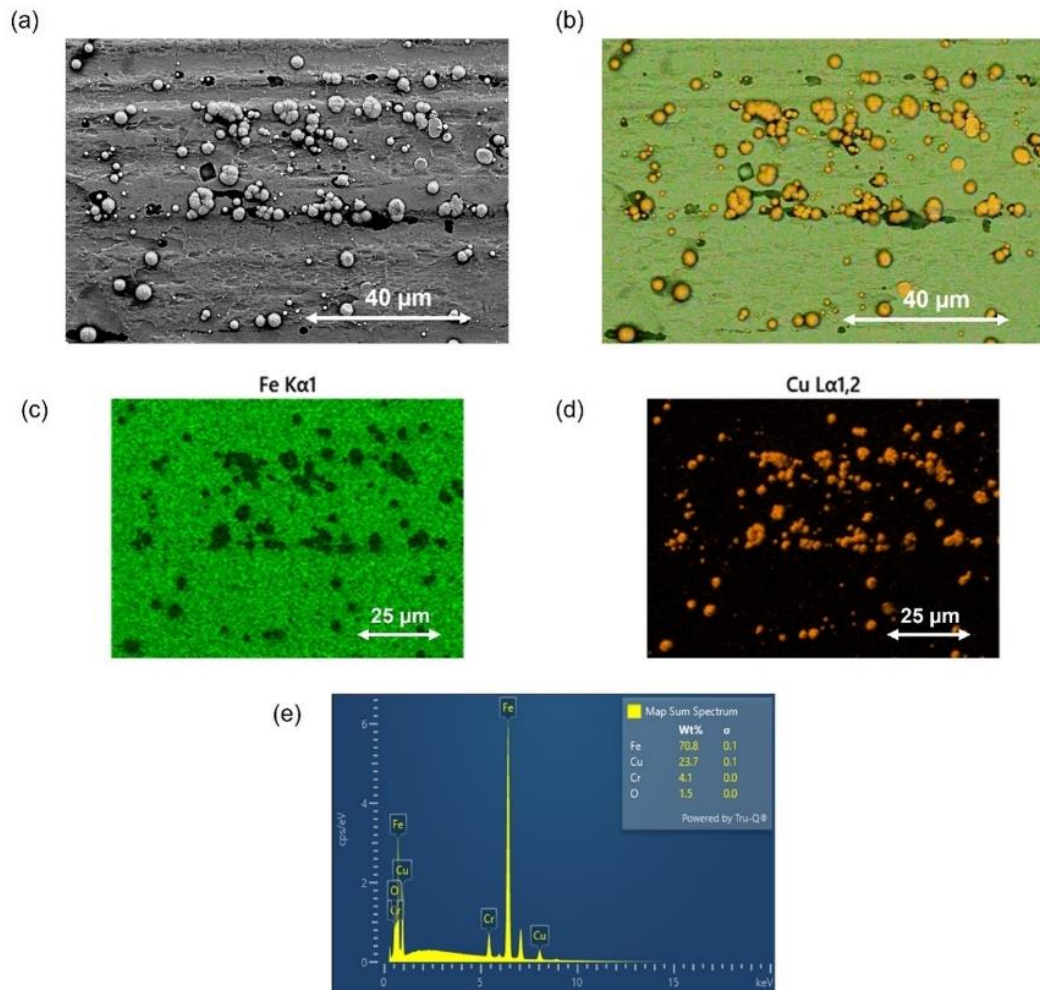 (a)
(b)
40 µm
40 µm
Fe Kα1
Cu Lα1,2
(c)
(d)
25 µm
25 µm
(e)
Fe
Map Sum Spectrum
Wt% σ
Fe 70.8 0.1
Cu 23.7 0.1
Cr 4.1 0.0
O 1.5 0.0
Powered by Tru-Q®
6
4
2
0
cps/eV
Fe
Cu
O
Cr
Cr
Cu
0 5 10 15 keV